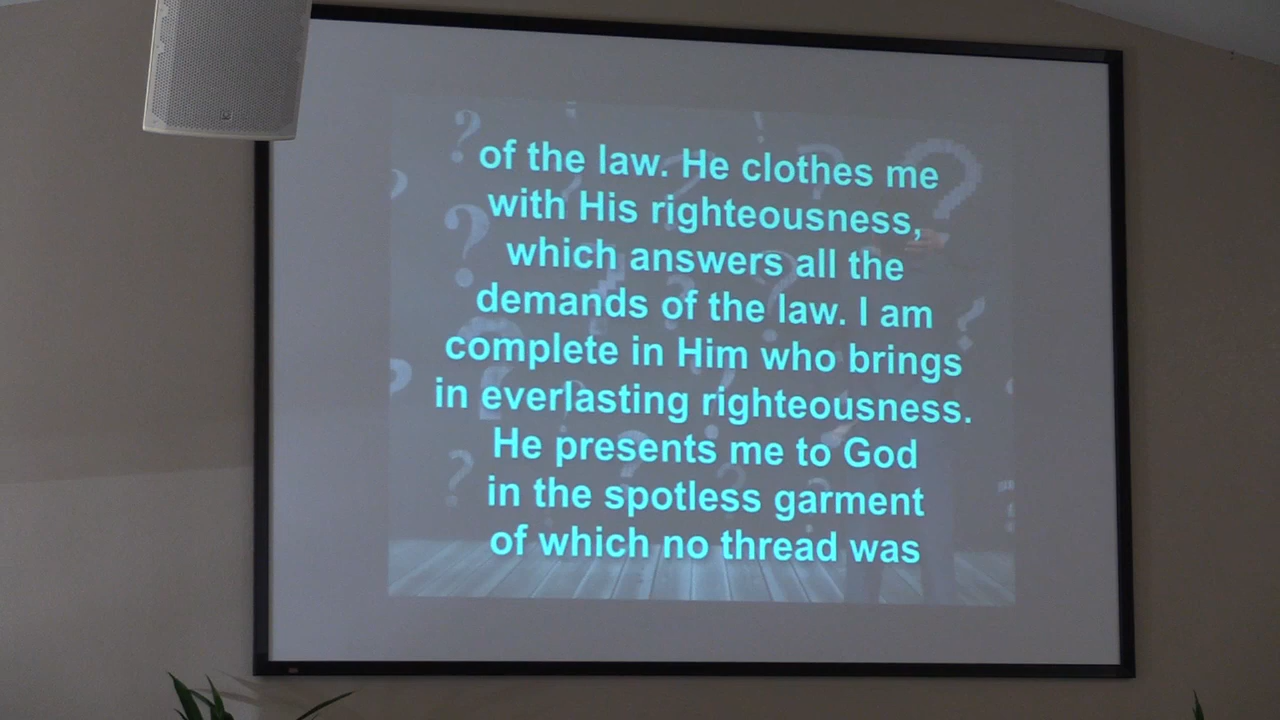 of the law. He clothes me
with His righteousness,
which answers all the
demands of the law. I am
complete in Him who brings
in everlasting righteousness.
He presents me to God
in the spotless garment
of which no thread was